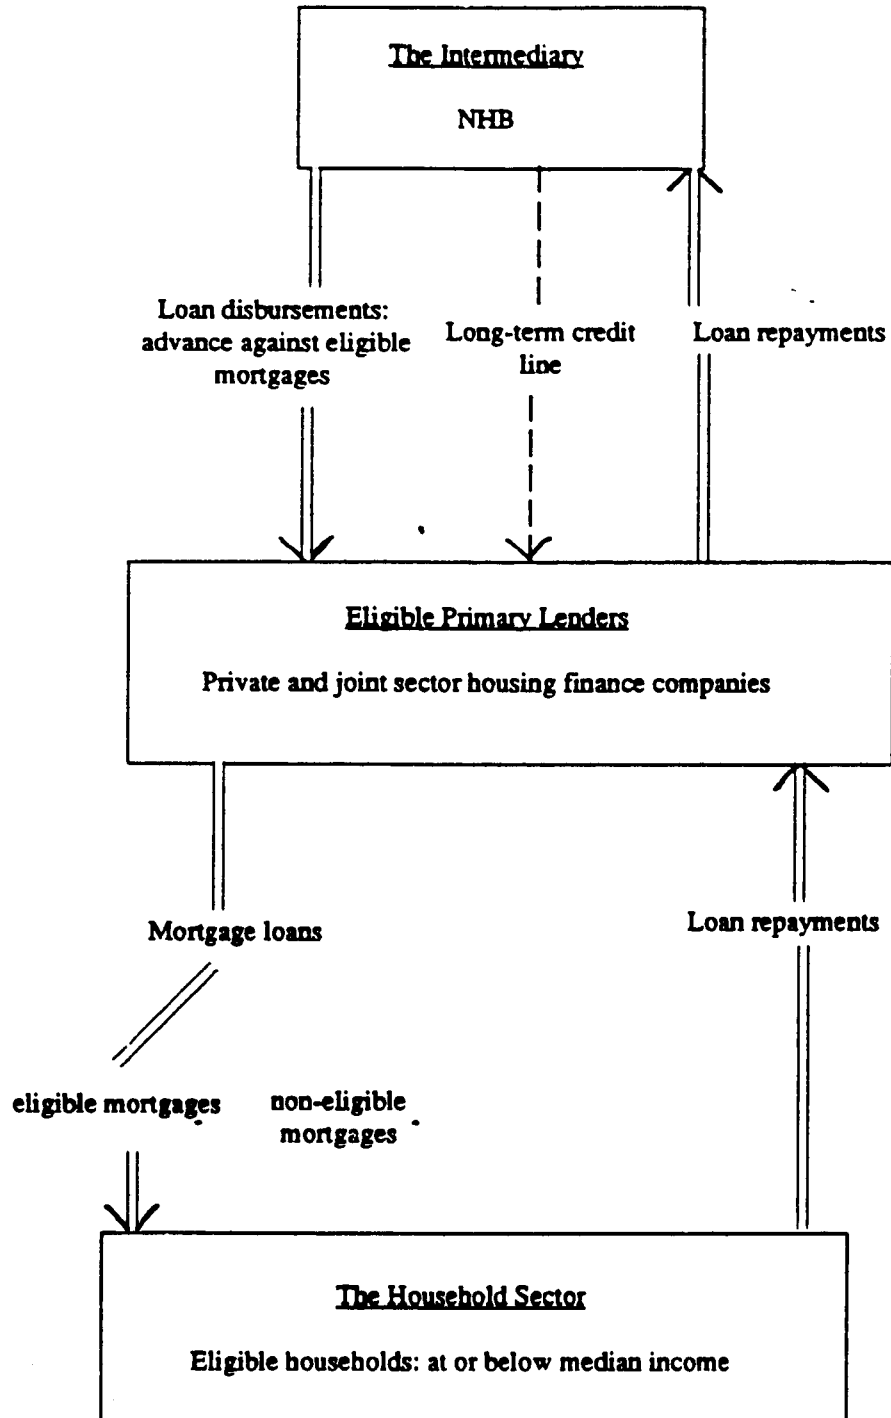 The Intermediary
NHB
Loan disbursements:
advance against eligible
mortgages
Long-term credit
line
Loan repayments
Eligible Primary Lenders
Private and joint sector housing finance companies
Mortgage loans
Loan repayments
eligible mortgages
non-eligible
mortgages
The Household Sector
Eligible households: at or below median income